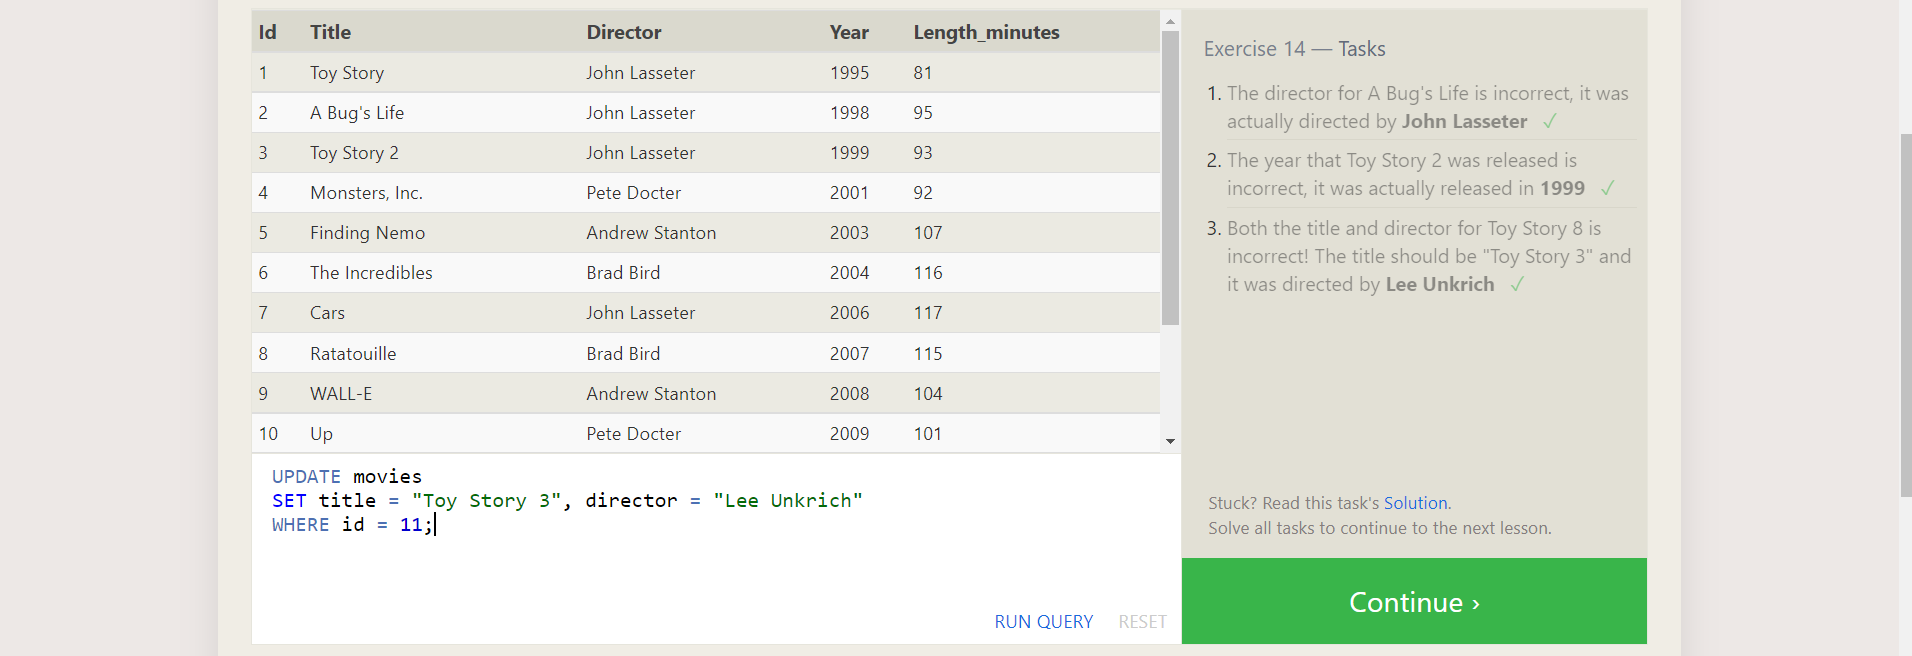 Id Title Director Year Length_minutes
1 Toy Story John Lasseter 1995 81
2 A Bug's Life John Lasseter 1998 95
3 Toy Story 2 John Lasseter 1999 93
4 Monsters, Inc. Pete Docter 2001 92
5 Finding Nemo Andrew Stanton 2003 107
6 The Incredibles Brad Bird 2004 116
7 Cars John Lasseter 2006 117
8 Ratatouille Brad Bird 2007 115
9 WALL-E Andrew Stanton 2008 104
10 Up Pete Docter 2009 101
UPDATE movies
SET title = "Toy Story 3", director = "Lee Unkrich"
WHERE id = 11;
RUN QUERY RESET
Exercise 14 — Tasks
1. The director for A Bug's Life is incorrect, it was
actually directed by John Lasseter ✓
2. The year that Toy Story 2 was released is
incorrect, it was actually released in 1999 ✓
3. Both the title and director for Toy Story 8 is
incorrect! The title should be "Toy Story 3" and
it was directed by Lee Unkrich ✓
Stuck? Read this task's Solution.
Solve all tasks to continue to the next lesson.
Continue ›